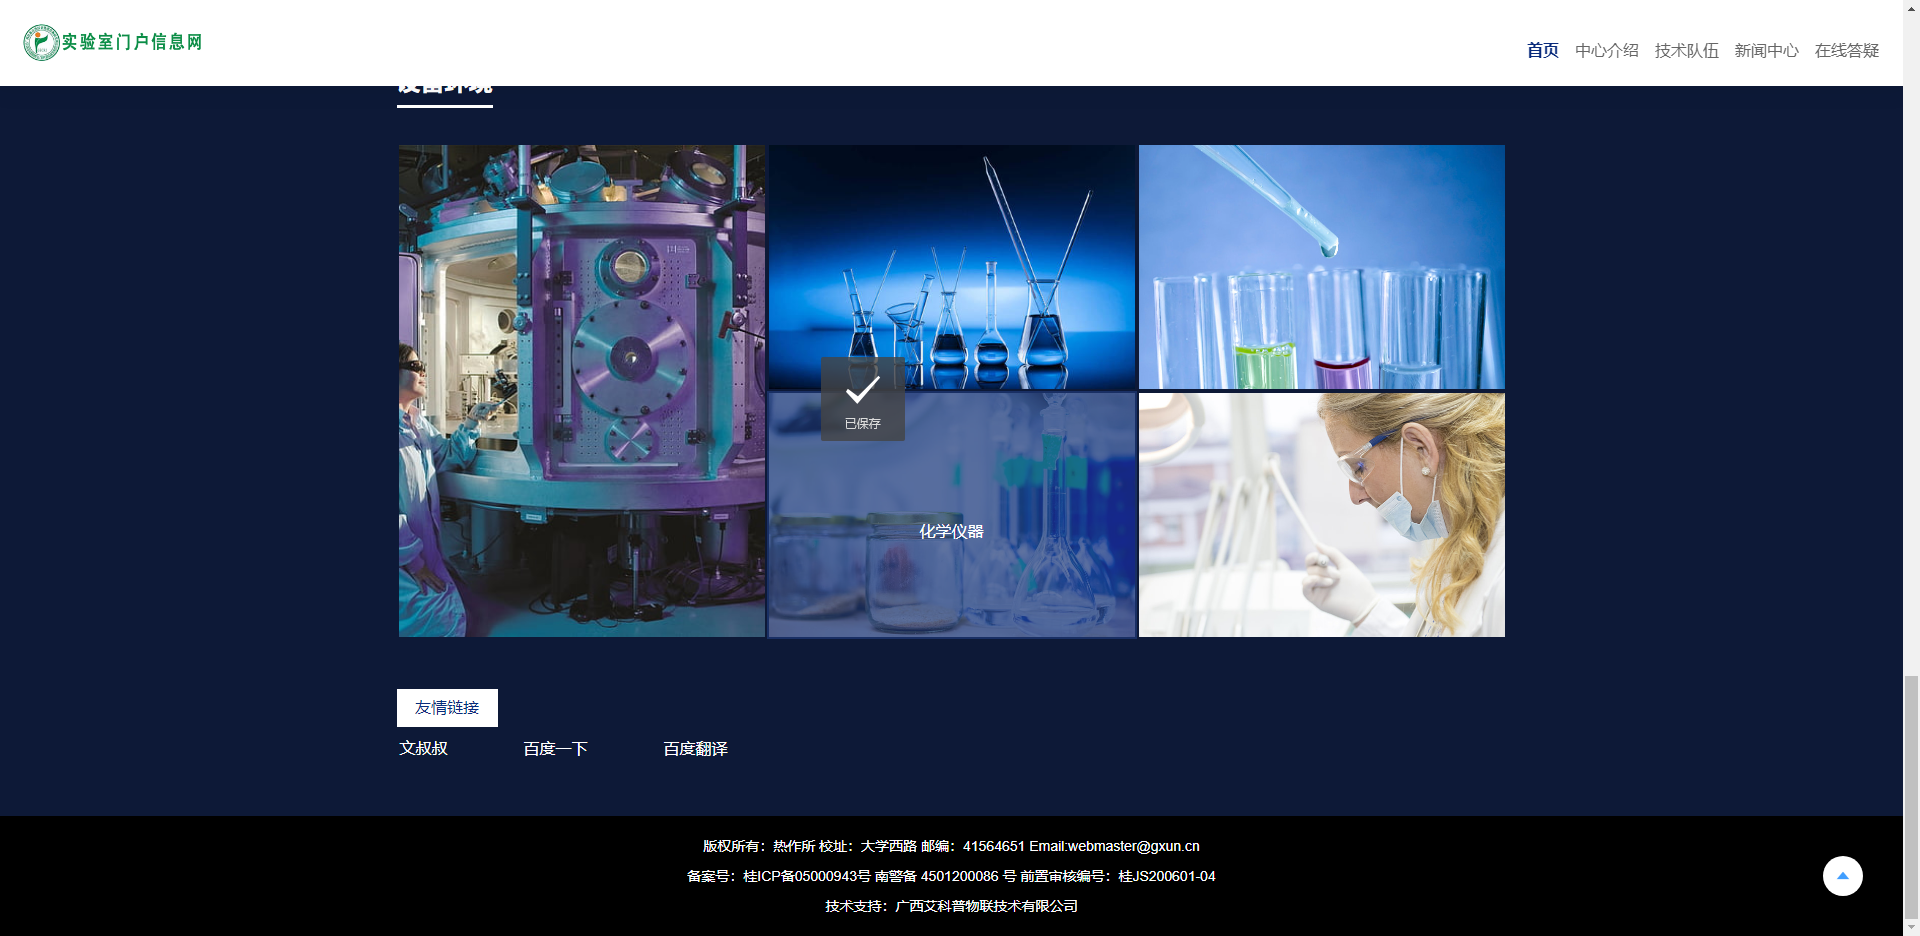 实验室门户信息网
首页 中心介绍 技术队伍 新闻中心 在线答疑
设备环境
已保存
化学仪器
友情链接
文叔叔 百度一下 百度翻译
版权所有：热作所 校址：大学西路 邮编：41564651 Email:webmaster@gxun.cn
备案号：桂ICP备05000943号 南警备 4501200086 号 前置审核编号：桂JS200601-04
技术支持：广西艾科普物联技术有限公司